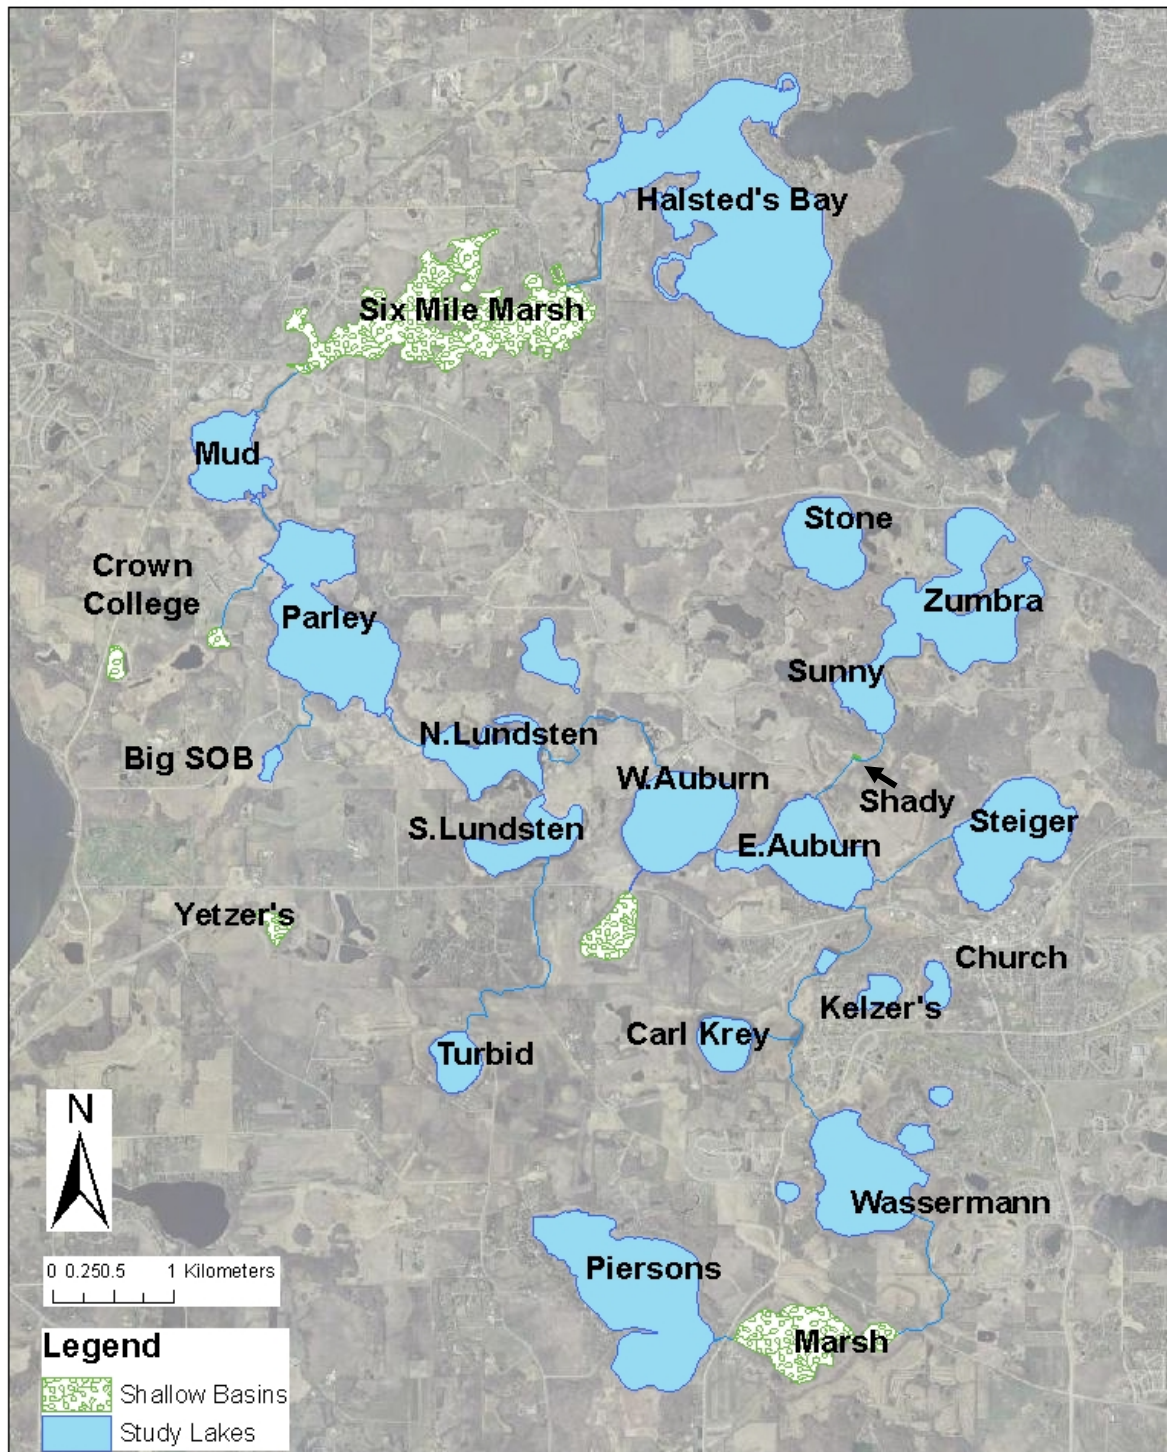 Halsted's Bay
Six Mile Marsh
Mud
Stone
Crown
College
Zumbra
Parley
Sunny
N.Lundsten
Big SOB
W.Auburn
Shady
S.Lundsten
E.Auburn
Steiger
Yetzer's
Church
Kelzer's
Carl Krey
Turbid
N
Wassermann
Piersons
0 0.250.5 1 Kilometers
Marsh
Legend
Shallow Basins
Study Lakes